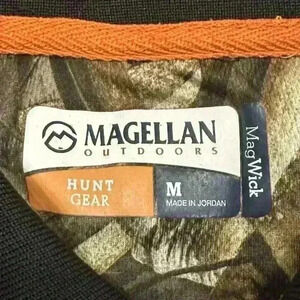 MAGELLAN
OUTDOORS
HUNT
GEAR
M
MADE IN JORDAN
MagWick